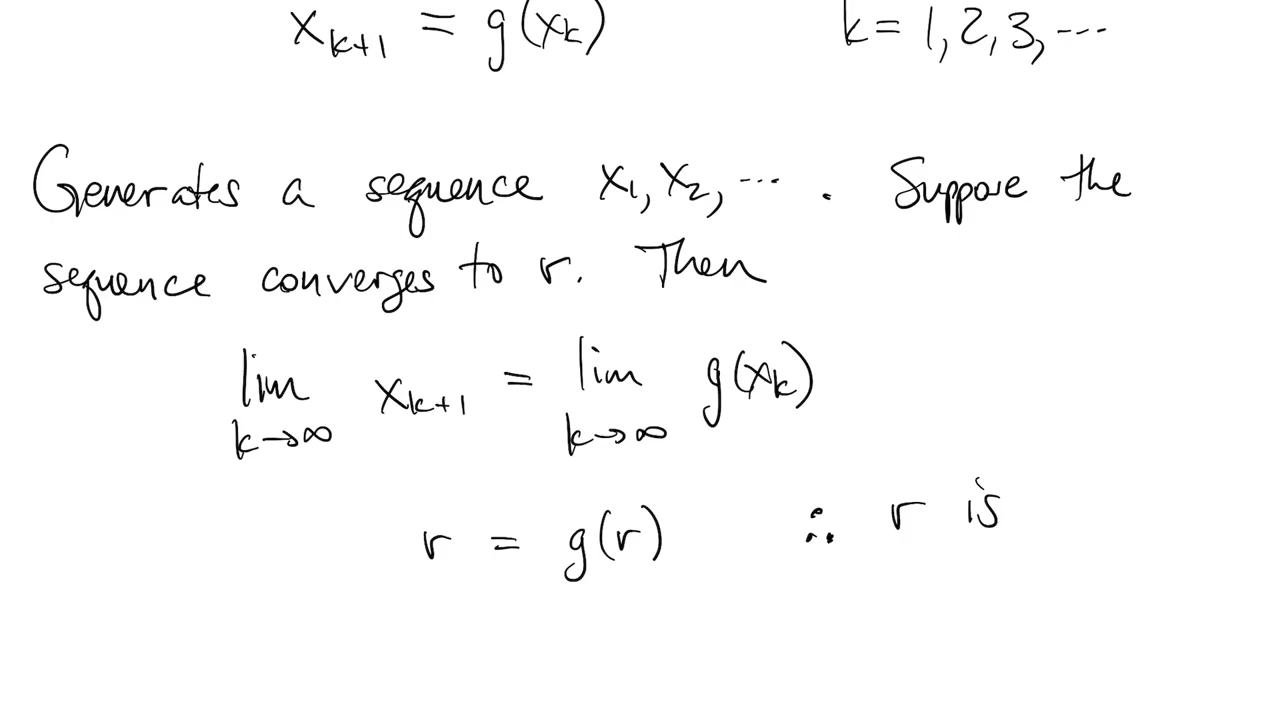 x_{k+1} = g(x_k) k = 1, 2, 3, ...
Generates a sequence x_1, x_2, ... . Suppose the
sequence converges to r. Then
lim_{k→∞} x_{k+1} = lim_{k→∞} g(x_k)
r = g(r) ∴ r is